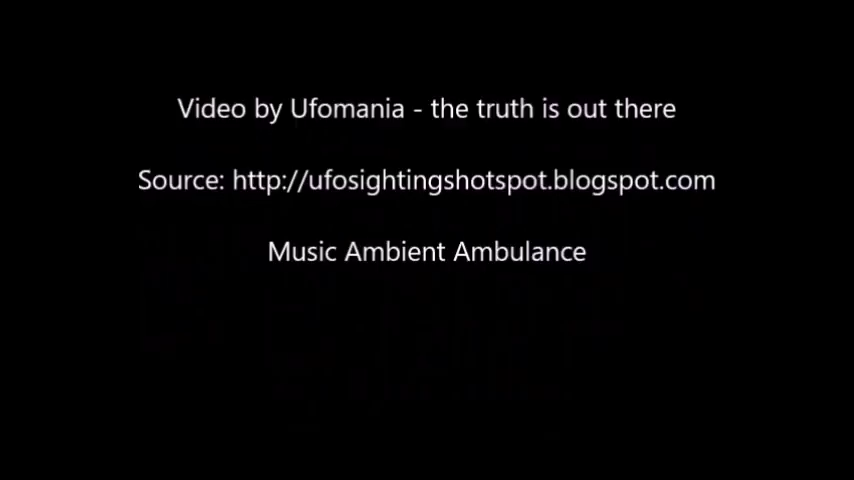 Video by Ufomania - the truth is out there
Source: http://ufosightingshotspot.blogspot.com
Music Ambient Ambulance